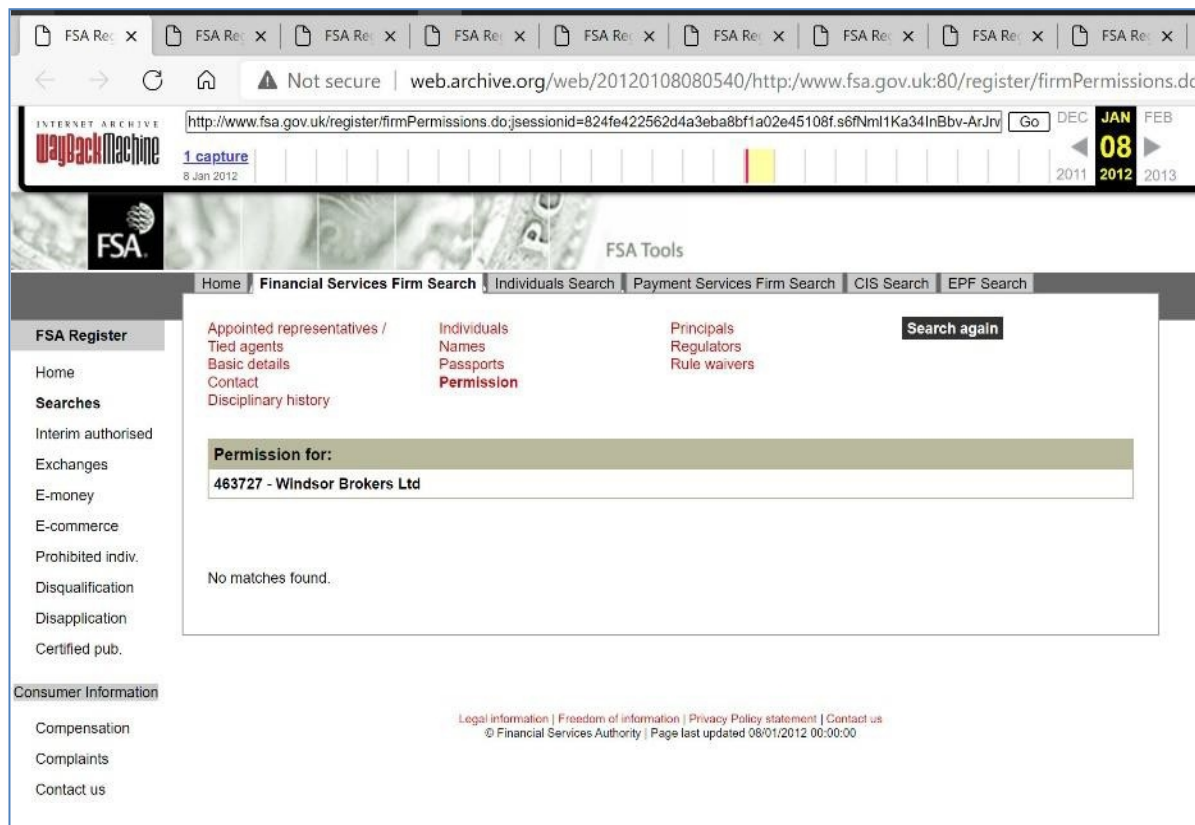 FSA Re FSA Re FSA Re FSA Re FSA Re FSA Re FSA Re FSA Re FSA Re
Not secure | web.archive.org/web/20120108080540/http:/www.fsa.gov.uk:80/register/firmPermissions.do
INTERNET ARCHIVE
WayBackMachine
http://www.fsa.gov.uk/register/firmPermissions.do;jsessionid=824fe422562d4a3eba8bf1a02e45108f.s6fNml1Ka34InBbv-ArJrv Go DEC JAN FEB
1 capture 08
8 Jan 2012 2011 2012 2013
FSA
FSA Tools
Home Financial Services Firm Search Individuals Search Payment Services Firm Search CIS Search EPF Search
FSA Register
Home
Searches
Interim authorised
Exchanges
E-money
E-commerce
Prohibited indiv.
Disqualification
Disapplication
Certified pub.
Consumer Information
Compensation
Complaints
Contact us
Appointed representatives /
Tied agents
Basic details
Contact
Disciplinary history
Individuals
Names
Passports
Permission
Principals
Regulators
Rule waivers
Search again
Permission for:
463727 - Windsor Brokers Ltd
No matches found.
Legal information | Freedom of information | Privacy Policy statement | Contact us
© Financial Services Authority | Page last updated 08/01/2012 00:00:00